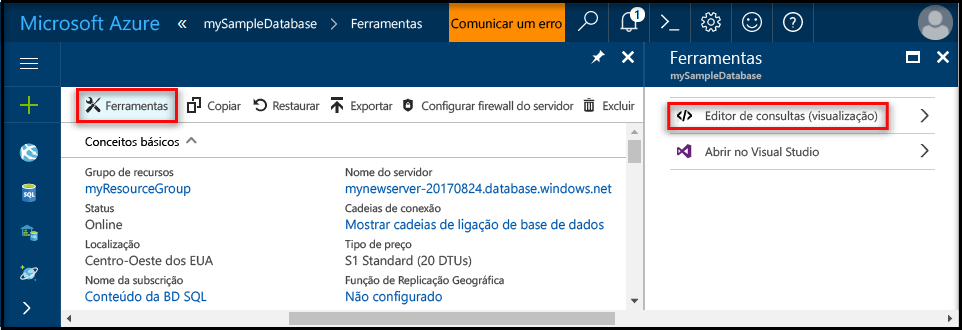 Microsoft Azure « mySampleDatabase > Ferramentas Comunicar um erro 1
Ferramentas
mySampleDatabase
Ferramentas Copiar Restaurar Exportar Configurar firewall do servidor Excluir
Editor de consultas (visualização)
Abrir no Visual Studio
Conceitos básicos
Grupo de recursos
myResourceGroup
Nome do servidor
mynewserver-20170824.database.windows.net
Status
Online
Cadeias de conexão
Mostrar cadeias de ligação de base de dados
Localização
Centro-Oeste dos EUA
Tipo de preço
S1 Standard (20 DTUs)
Nome da subscrição
Conteúdo da BD SQL
Função de Replicação Geográfica
Não configurado
SQL